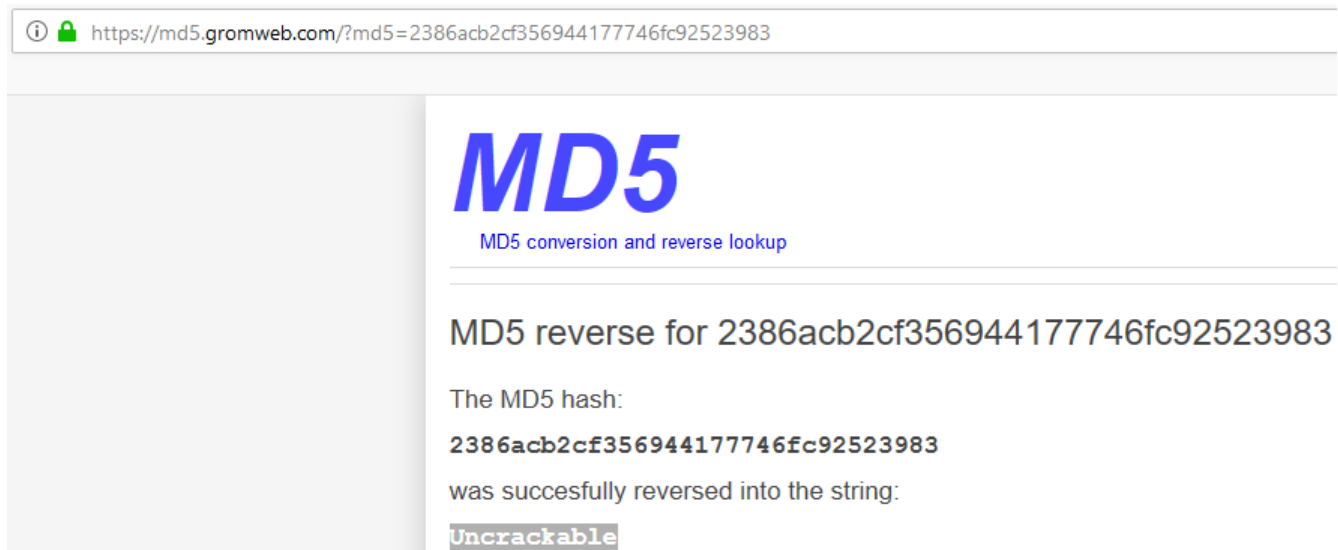 https://md5.gromweb.com/?md5=2386acb2cf356944177746fc92523983
MD5
MD5 conversion and reverse lookup
MD5 reverse for 2386acb2cf356944177746fc92523983
The MD5 hash:
2386acb2cf356944177746fc92523983
was succesfully reversed into the string:
Uncrackable